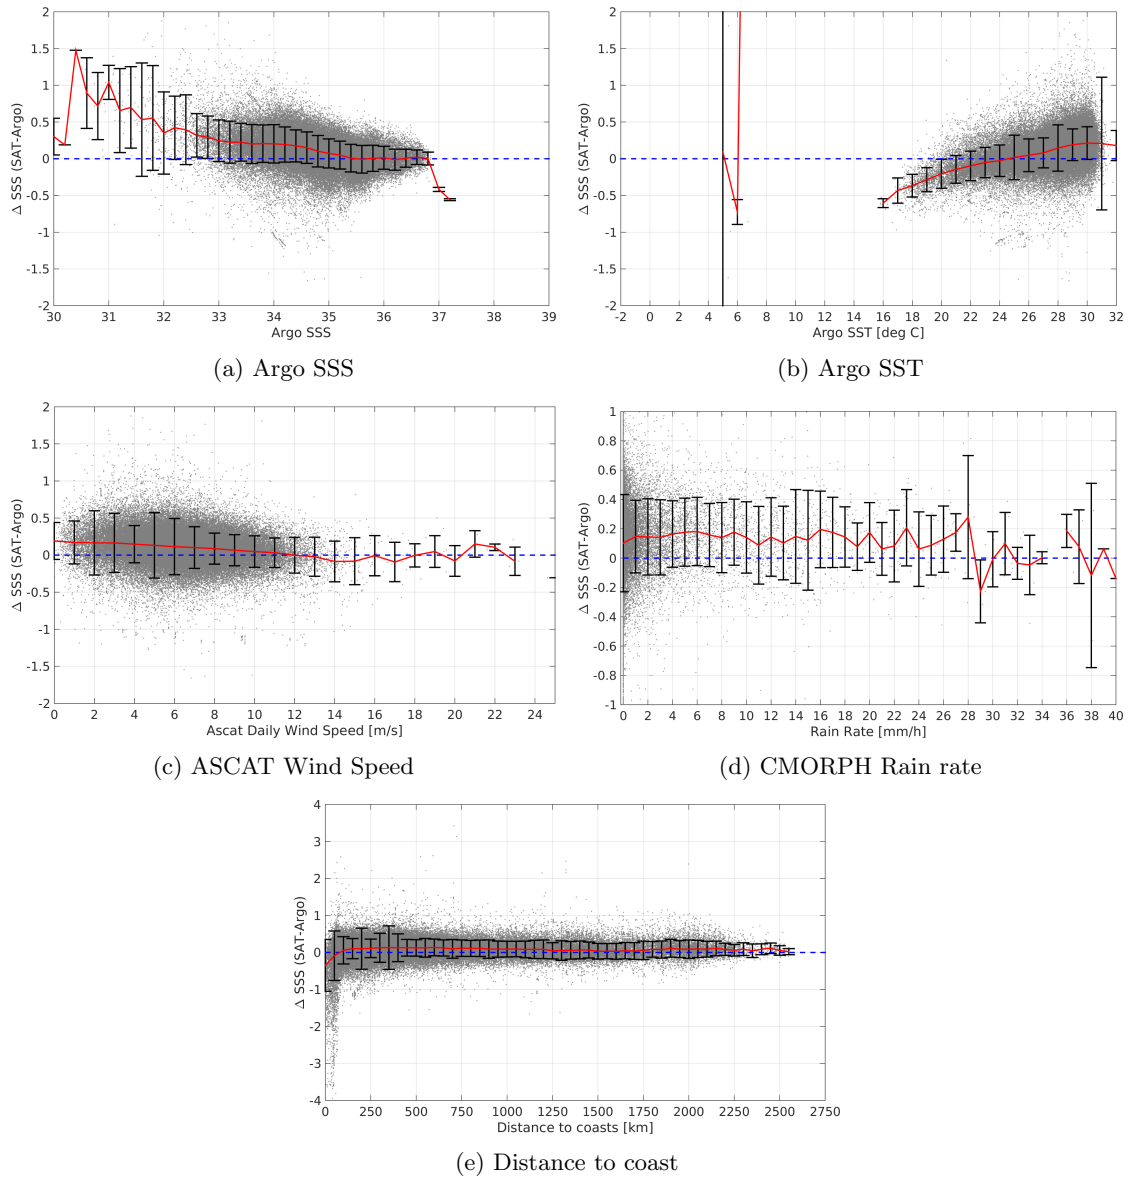 2
1.5
1
0.5
0
-0.5
-1
-1.5
-2
Δ SSS (SAT-Argo)
30 31 32 33 34 35 36 37 38 39
Argo SSS
(a) Argo SSS
2
1.5
1
0.5
0
-0.5
-1
-1.5
-2
Δ SSS (SAT-Argo)
-2 0 2 4 6 8 10 12 14 16 18 20 22 24 26 28 30 32
Argo SST [deg C]
(b) Argo SST
2
1.5
1
0.5
0
-0.5
-1
-1.5
-2
Δ SSS (SAT-Argo)
0 2 4 6 8 10 12 14 16 18 20 22 24
Ascat Daily Wind Speed [m/s]
(c) ASCAT Wind Speed
1
0.8
0.6
0.4
0.2
0
-0.2
-0.4
-0.6
-0.8
-1
Δ SSS (SAT-Argo)
0 2 4 6 8 10 12 14 16 18 20 22 24 26 28 30 32 34 36 38 40
Rain Rate [mm/h]
(d) CMORPH Rain rate
4
3
2
1
0
-1
-2
-3
-4
Δ SSS (SAT-Argo)
0 250 500 750 1000 1250 1500 1750 2000 2250 2500 2750
Distance to coasts [km]
(e) Distance to coast